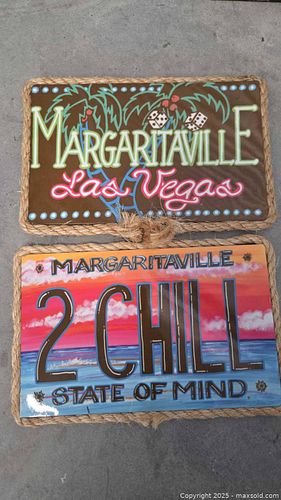 MARGARITAVILLE
Las Vegas
MARGARITAVILLE
2 CHILL
STATE OF MIND
Copyright © 2025 - maxsold.com